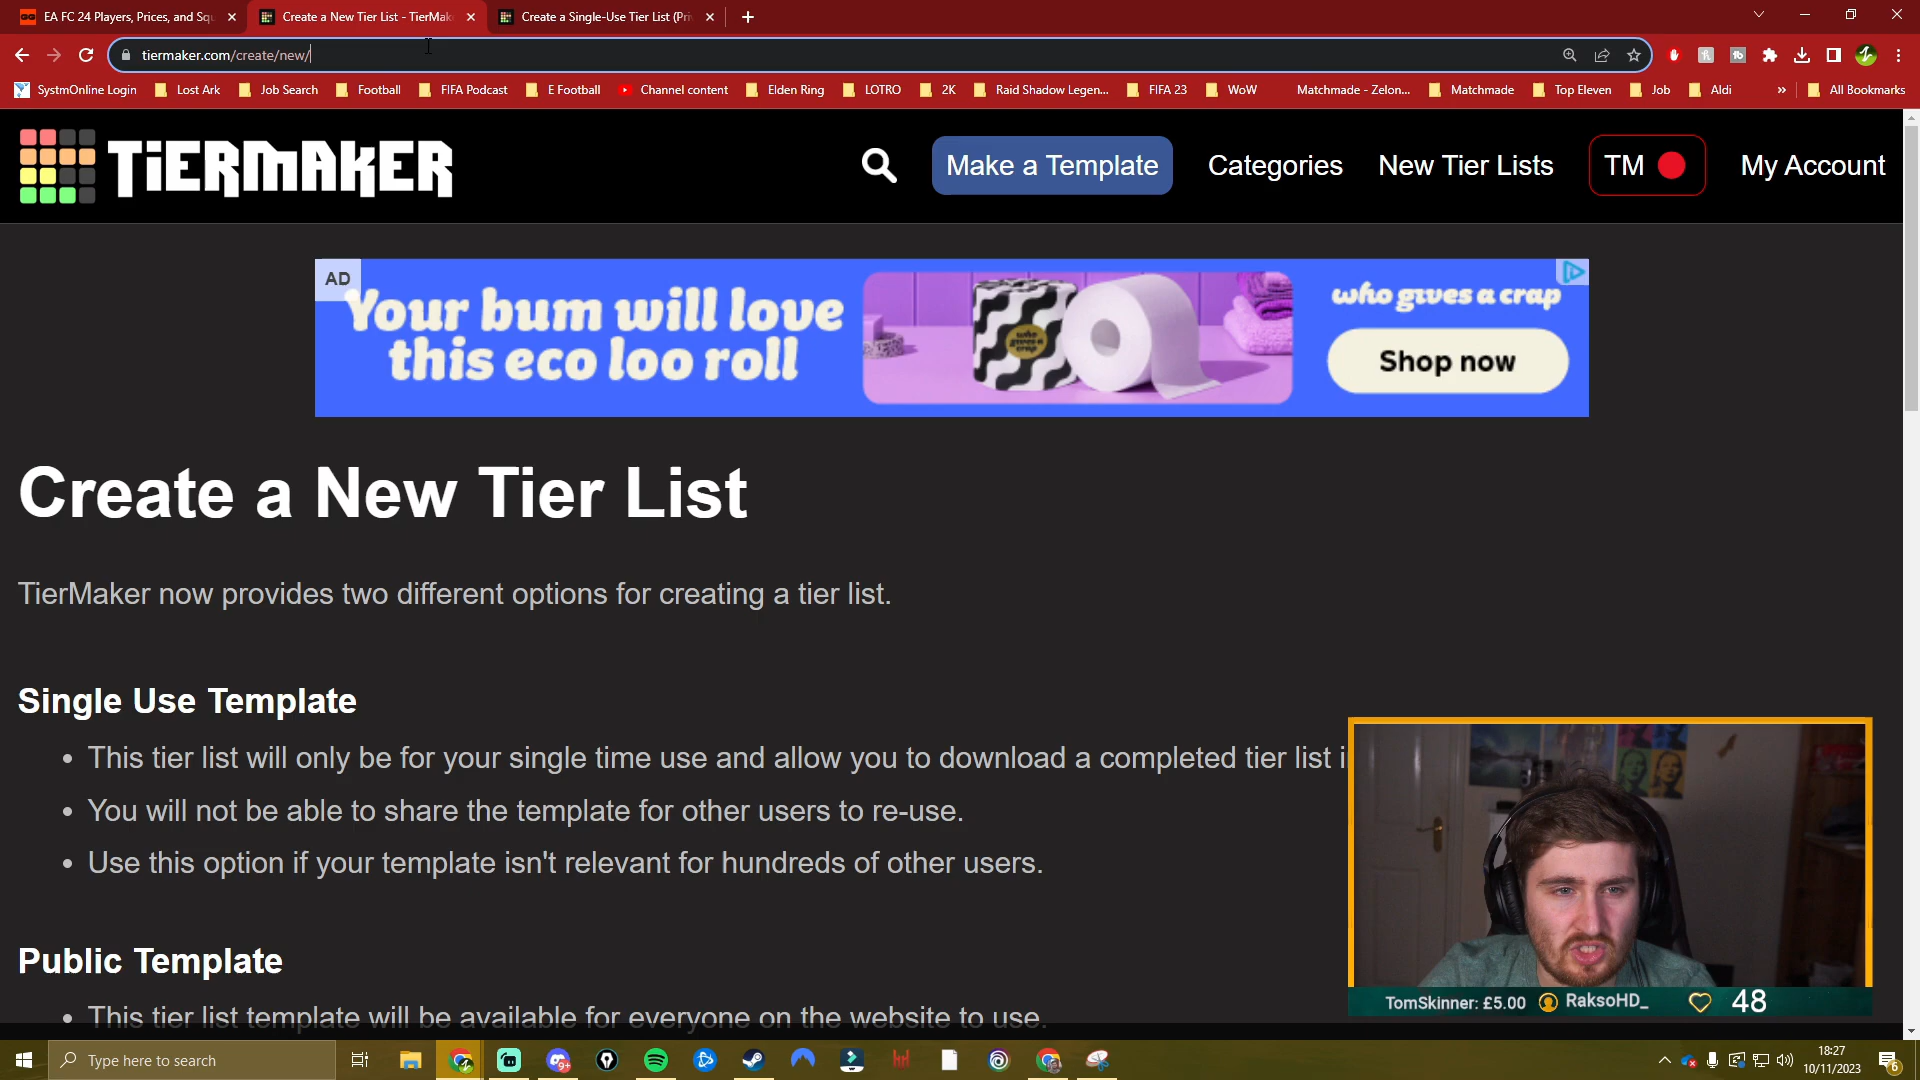 EA FC 24 Players, Prices, and Squ
Create a New Tier List - TierMak
Create a Single-Use Tier List (Pri
tiermaker.com/create/new/
SystmOnline Login
Lost Ark
Job Search
Football
FIFA Podcast
E Football
Channel content
Elden Ring
LOTRO
2K
Raid Shadow Legen...
FIFA 23
WoW
Matchmade - Zelon...
Matchmade
Top Eleven
Job
Aldi
»
All Bookmarks
TiERMAKER
Make a Template
Categories
New Tier Lists
TM
My Account
AD
Your bum will love
this eco loo roll
who gives a crap
who gives a crap
Shop now
Create a New Tier List
TierMaker now provides two different options for creating a tier list.
Single Use Template
• This tier list will only be for your single time use and allow you to download a completed tier list i
• You will not be able to share the template for other users to re-use.
• Use this option if your template isn't relevant for hundreds of other users.
Public Template
• This tier list template will be available for everyone on the website to use.
TomSkinner: £5.00
RaksoHD_
48
Type here to search
9+
18:27
10/11/2023
6